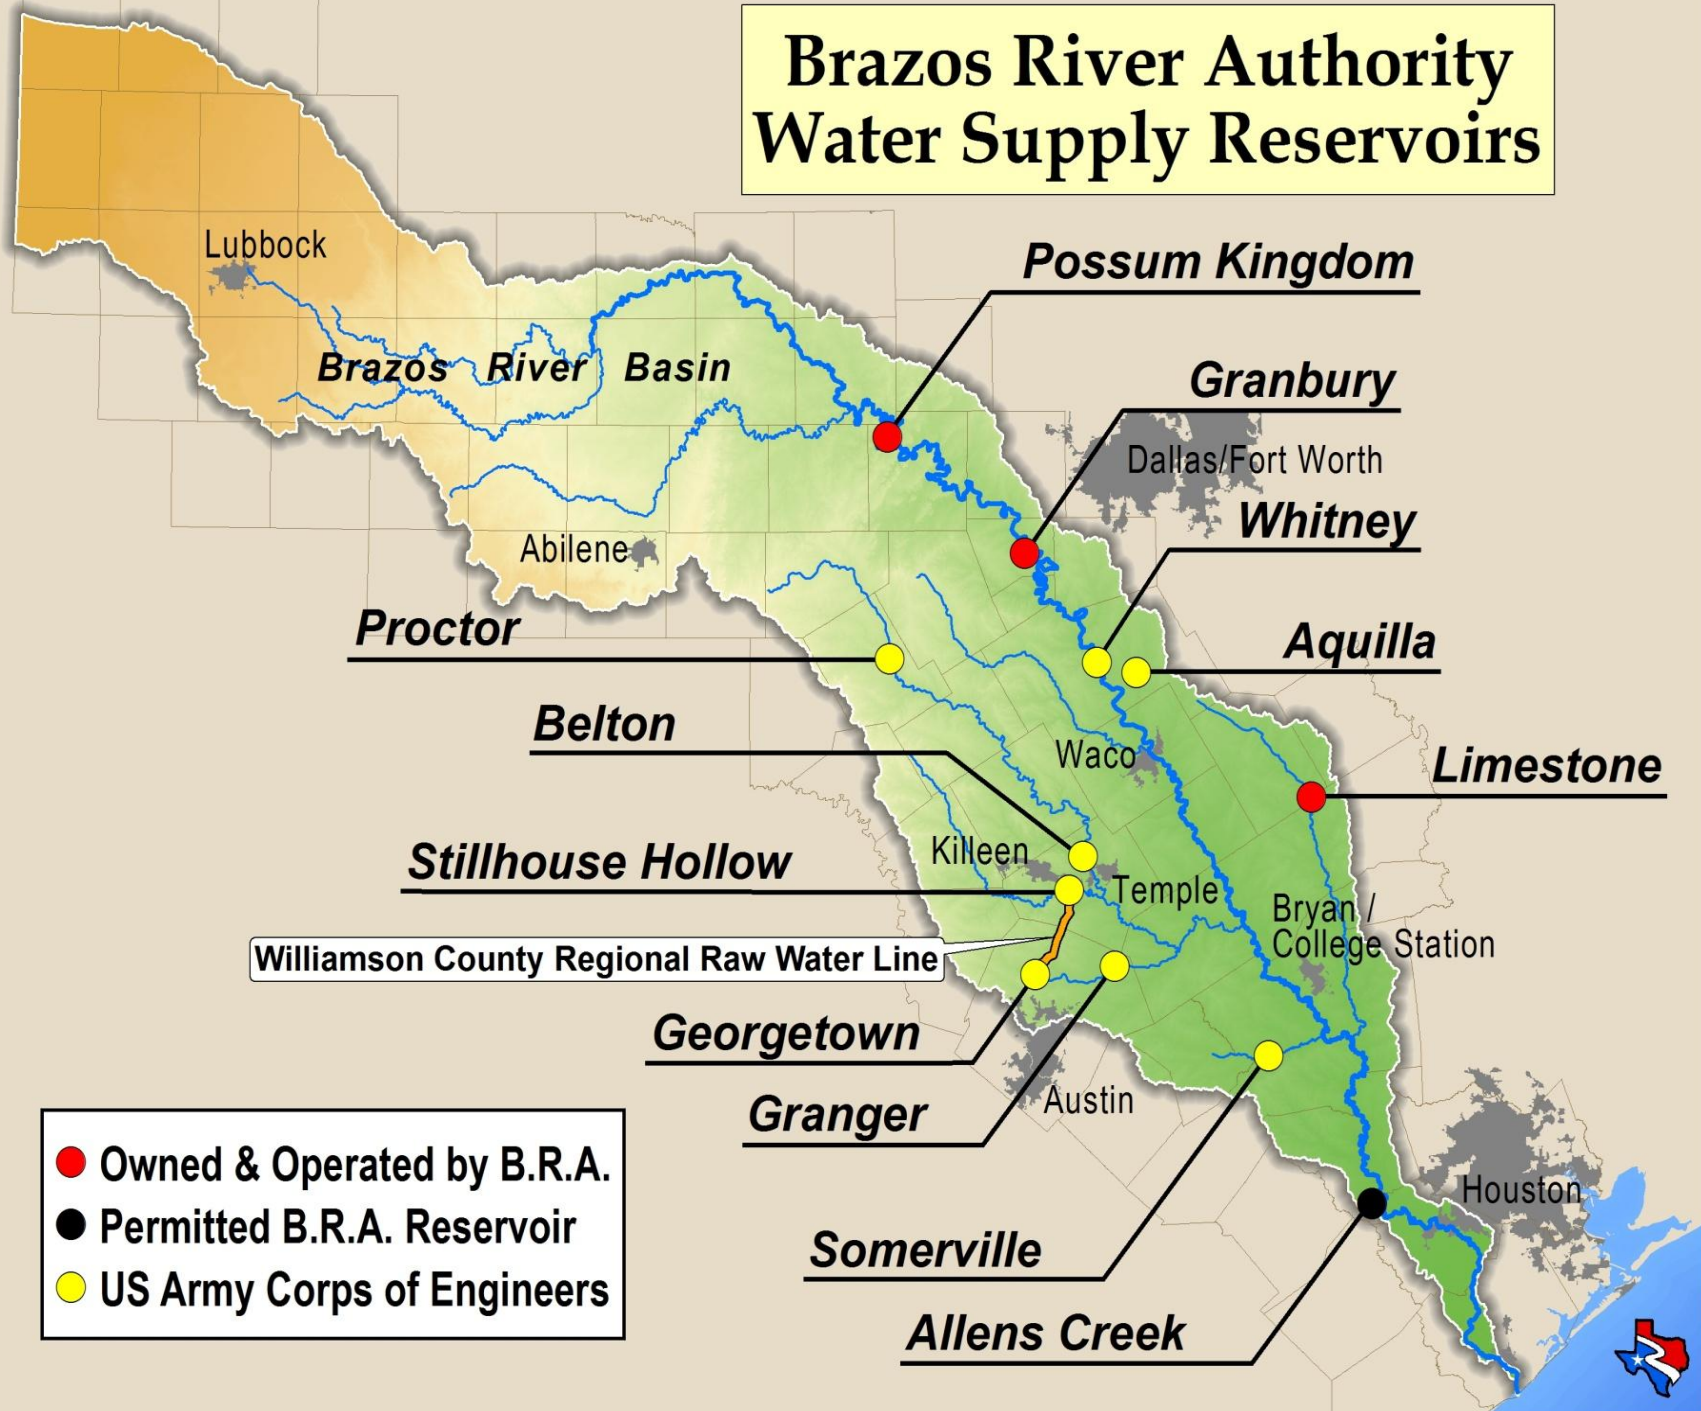 Brazos River Authority
Water Supply Reservoirs
Lubbock
Possum Kingdom
Brazos River Basin
Granbury
Dallas/Fort Worth
Whitney
Abilene
Proctor
Aquilla
Belton
Waco
Limestone
Stillhouse Hollow
Killeen
Temple
Bryan /
College Station
Williamson County Regional Raw Water Line
Georgetown
Granger
Austin
Owned & Operated by B.R.A.
Permitted B.R.A. Reservoir
US Army Corps of Engineers
Houston
Somerville
Allens Creek